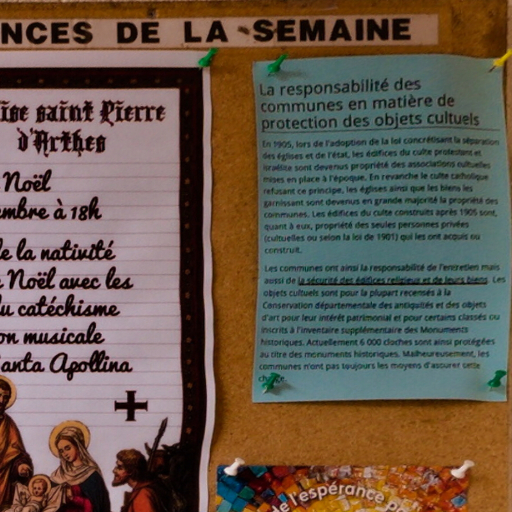 NCES DE LA SEMAINE
ise saint Pierre
d'Arthes
Noël
embre à 18h
de la nativité
Noël avec les
du catéchisme
on musicale
Santa Apollina
La responsabilité des
communes en matière de
protection des objets cultuels
En 1905, lors de l'adoption de la loi concrétisant la séparation
des églises et de l'état, les édifices du culte protestant et
israélite sont devenus propriété des associations cultuelles
mises en place à l'époque. En revanche le culte catholique
refusant ce principe, les églises ainsi que les biens les
garnissant sont devenus en grande majorité la propriété des
communes. Les édifices du culte construits après 1905 sont,
quant à eux, propriété des seules personnes privées
(cultuelles ou selon la loi de 1901) qui les ont acquis ou
construit.
Les communes ont ainsi la responsabilité de l'entretien mais
aussi de la sécurité des édifices religieux et de leurs biens. Les
objets cultuels sont pour la plupart recensés à la
Conservation départementale des antiquités et des objets
d'art pour leur intérêt patrimonial et pour certains classés ou
inscrits à l'inventaire supplémentaire des Monuments
historiques. Actuellement 6 000 cloches sont ainsi protégées
au titre des monuments historiques. Malheureusement, les
communes n'ont pas toujours les moyens d'assurer cette
de l'espérance